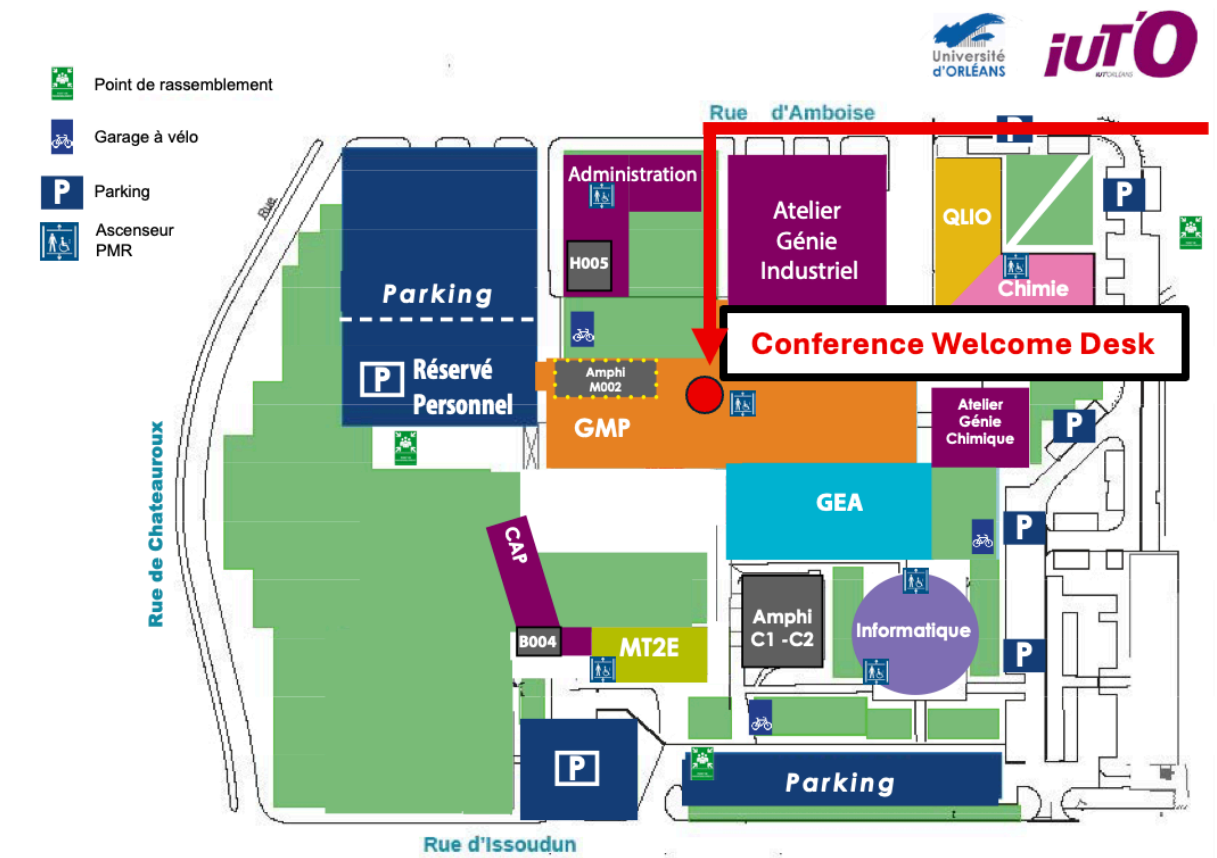 Université
d'ORLÉANS
iUT'O
IUT'ORLÉANS
Point de rassemblement
Garage à vélo
P
Parking
Ascenseur
PMR
Rue d'Amboise
P
Rue
Administration
Atelier
Génie
Industriel
QLIO
P
H005
Chimie
Parking
Conference Welcome Desk
P
Réservé
Personnel
Amphi
M002
GMP
Atelier
Génie
Chimique
P
Rue de Chateauroux
GEA
P
CAP
Amphi
C1 -C2
Informatique
B004
MT2E
P
P
Parking
Rue d'Issoudun